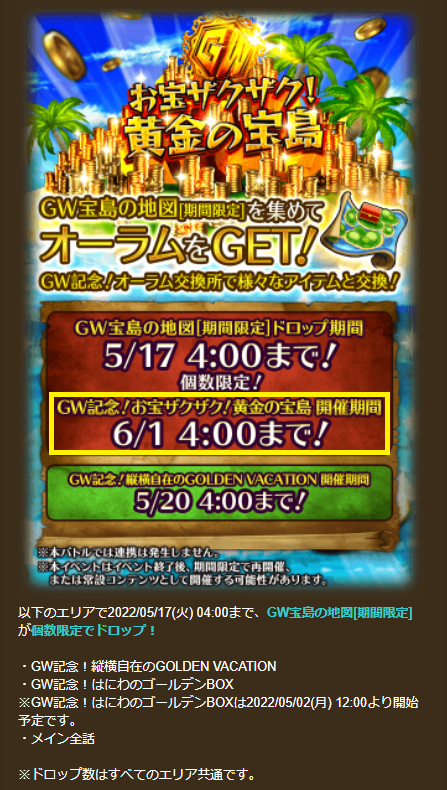 GW
お宝ザクザク!
黄金の宝島
GW宝島の地図[期間限定]を集めて
オーラムをGET!
GW記念!オーラム交換所で様々なアイテムと交換!
GW宝島の地図[期間限定]ドロップ期間
5/17 4:00まで!
個数限定!
GW記念!お宝ザクザク!黄金の宝島 開催期間
6/1 4:00まで!
GW記念!縦横自在のGOLDEN VACATION 開催期間
5/20 4:00まで!
※本バトルでは連携は発生しません。
※本イベントはイベント終了後、期間限定で再開催、
または常設コンテンツとして開催する可能性があります。
以下のエリアで2022/05/17(火) 04:00まで、GW宝島の地図[期間限定]
が個数限定でドロップ！
・GW記念！縦横自在のGOLDEN VACATION
・GW記念！はにわのゴールデンBOX
※GW記念！はにわのゴールデンBOXは2022/05/02(月) 12:00より開始
予定です。
・メイン全話
※ドロップ数はすべてのエリア共通です。